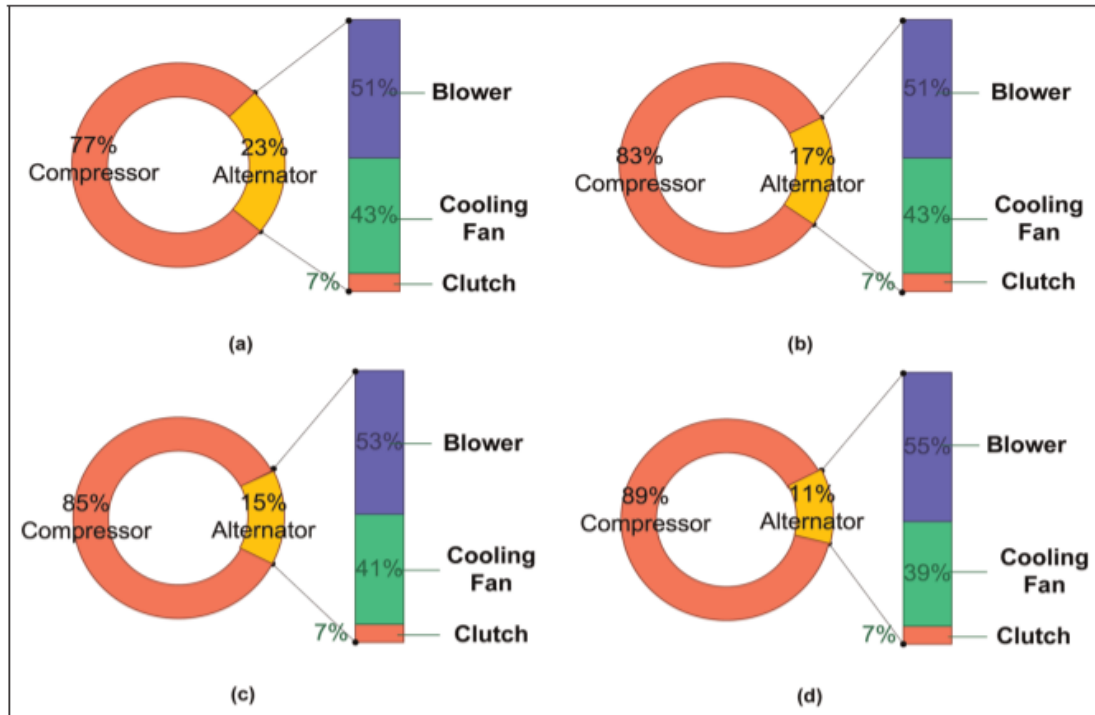 51%
Blower
77%
Compressor
23%
Alternator
43%
Cooling
Fan
7%
Clutch
(a)
51%
Blower
83%
Compressor
17%
Alternator
43%
Cooling
Fan
7%
Clutch
(b)
53%
Blower
85%
Compressor
15%
Alternator
41%
Cooling
Fan
7%
Clutch
(c)
55%
Blower
89%
Compressor
11%
Alternator
39%
Cooling
Fan
7%
Clutch
(d)